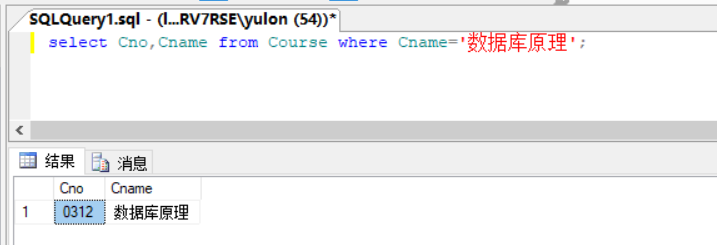 SQLQuery1.sql - (l...RV7RSE\yulon (54))*
select Cno,Cname from Course where Cname='数据库原理';
结果 消息
Cno Cname
1 0312 数据库原理